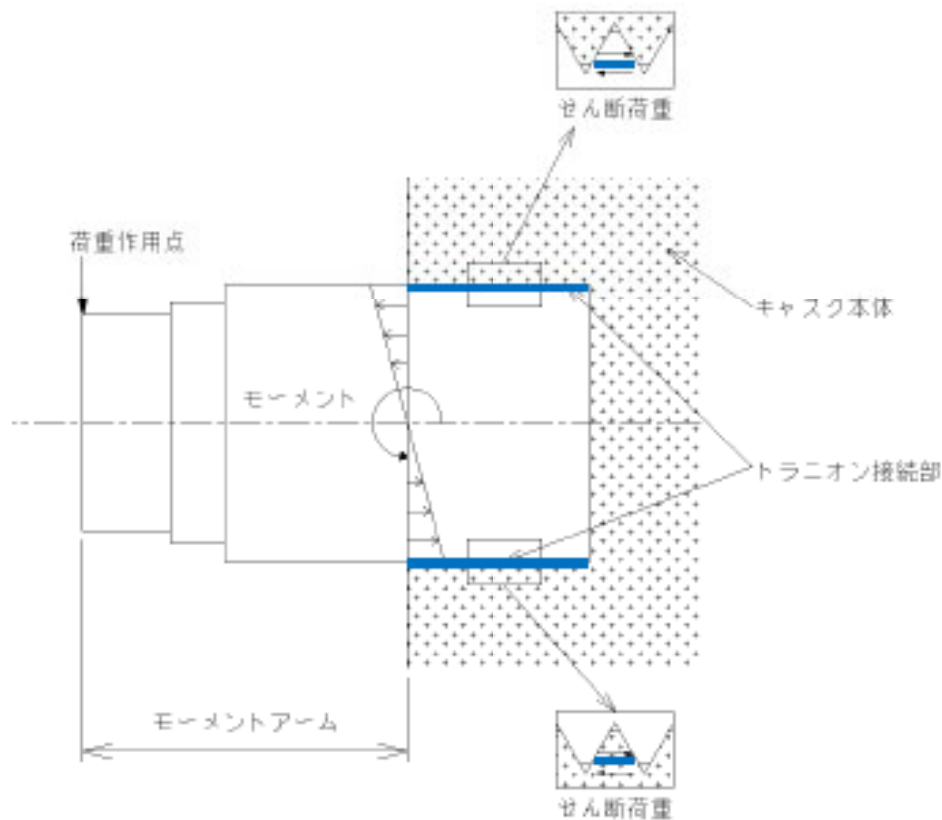 せん断荷重
荷重作用点
キャスク本体
モーメント
トラニオン接続部
モーメントアーム
せん断荷重